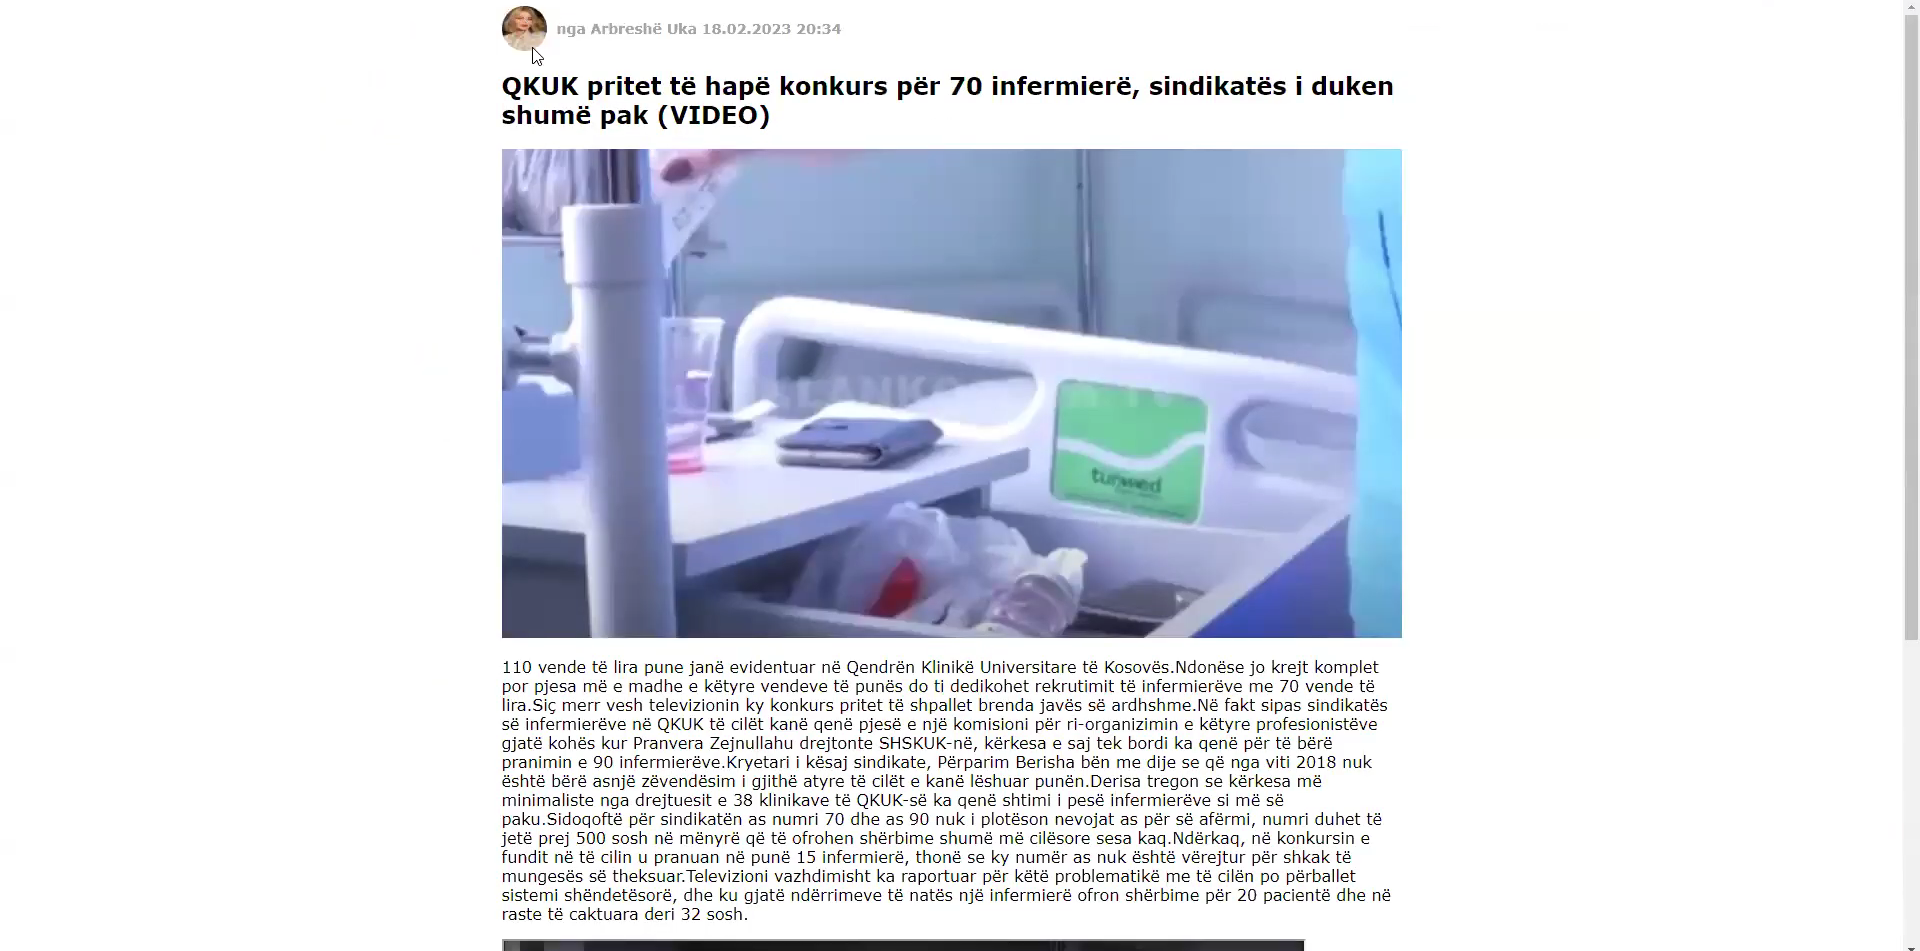 nga Arbreshë Uka 18.02.2023 20:34
QKUK pritet të hapë konkurs për 70 infermierë, sindikatës i duken
shumë pak (VIDEO)
turmed
110 vende të lira pune janë evidentuar në Qendrën Klinikë Universitare të Kosovës.Ndonëse jo krejt komplet
por pjesa më e madhe e këtyre vendeve të punës do ti dedikohet rekrutimit të infermierëve me 70 vende të
lira.Siç merr vesh televizionin ky konkurs pritet të shpallet brenda javës së ardhshme.Në fakt sipas sindikatës
së infermierëve në QKUK të cilët kanë qenë pjesë e një komisioni për ri-organizimin e këtyre profesionistëve
gjatë kohës kur Pranvera Zejnullahu drejtonte SHSKUK-në, kërkesa e saj tek bordi ka qenë për të bërë
pranimin e 90 infermierëve.Kryetari i kësaj sindikate, Përparim Berisha bën me dije se që nga viti 2018 nuk
është bërë asnjë zëvendësim i gjithë atyre të cilët e kanë lëshuar punën.Derisa tregon se kërkesa më
minimaliste nga drejtuesit e 38 klinikave të QKUK-së ka qenë shtimi i pesë infermierëve si më së
paku.Sidoqoftë për sindikatën as numri 70 dhe as 90 nuk i plotëson nevojat as për së afërmi, numri duhet të
jetë prej 500 sosh në mënyrë që të ofrohen shërbime shumë më cilësore sesa kaq.Ndërkaq, në konkursin e
fundit në të cilin u pranuan në punë 15 infermierë, thonë se ky numër as nuk është vërejtur për shkak të
mungesës së theksuar.Televizioni vazhdimisht ka raportuar për këtë problematikë me të cilën po përballet
sistemi shëndetësorë, dhe ku gjatë ndërrimeve të natës një infermierë ofron shërbime për 20 pacientë dhe në
raste të caktuara deri 32 sosh.